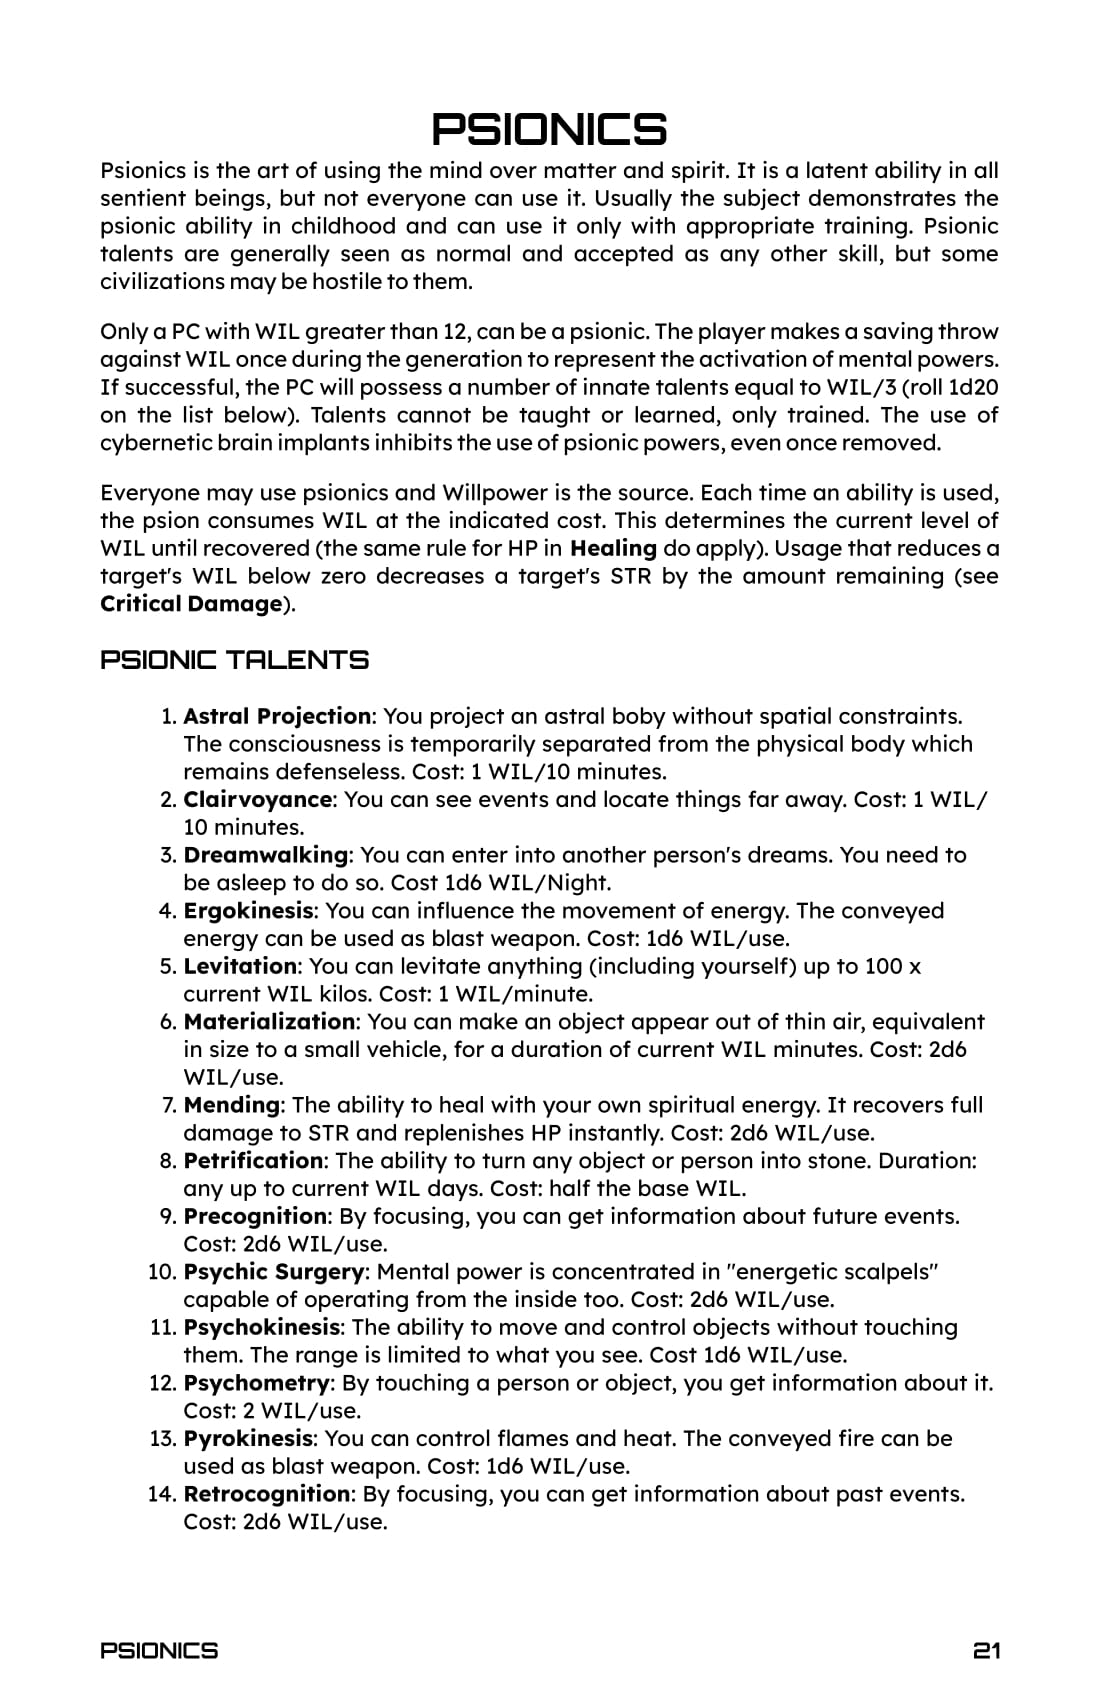 PSIONICS
Psionics is the art of using the mind over matter and spirit. It is a latent ability in all
sentient beings, but not everyone can use it. Usually the subject demonstrates the
psionic ability in childhood and can use it only with appropriate training. Psionic
talents are generally seen as normal and accepted as any other skill, but some
civilizations may be hostile to them.
Only a PC with WIL greater than 12, can be a psionic. The player makes a saving throw
against WIL once during the generation to represent the activation of mental powers.
If successful, the PC will possess a number of innate talents equal to WIL/3 (roll 1d20
on the list below). Talents cannot be taught or learned, only trained. The use of
cybernetic brain implants inhibits the use of psionic powers, even once removed.
Everyone may use psionics and Willpower is the source. Each time an ability is used,
the psion consumes WIL at the indicated cost. This determines the current level of
WIL until recovered (the same rule for HP in Healing do apply). Usage that reduces a
target's WIL below zero decreases a target's STR by the amount remaining (see
Critical Damage).
PSIONIC TALENTS
1. Astral Projection: You project an astral boby without spatial constraints.
The consciousness is temporarily separated from the physical body which
remains defenseless. Cost: 1 WIL/10 minutes.
2. Clairvoyance: You can see events and locate things far away. Cost: 1 WIL/
10 minutes.
3. Dreamwalking: You can enter into another person's dreams. You need to
be asleep to do so. Cost 1d6 WIL/Night.
4. Ergokinesis: You can influence the movement of energy. The conveyed
energy can be used as blast weapon. Cost: 1d6 WIL/use.
5. Levitation: You can levitate anything (including yourself) up to 100 x
current WIL kilos. Cost: 1 WIL/minute.
6. Materialization: You can make an object appear out of thin air, equivalent
in size to a small vehicle, for a duration of current WIL minutes. Cost: 2d6
WIL/use.
7. Mending: The ability to heal with your own spiritual energy. It recovers full
damage to STR and replenishes HP instantly. Cost: 2d6 WIL/use.
8. Petrification: The ability to turn any object or person into stone. Duration:
any up to current WIL days. Cost: half the base WIL.
9. Precognition: By focusing, you can get information about future events.
Cost: 2d6 WIL/use.
10. Psychic Surgery: Mental power is concentrated in "energetic scalpels"
capable of operating from the inside too. Cost: 2d6 WIL/use.
11. Psychokinesis: The ability to move and control objects without touching
them. The range is limited to what you see. Cost 1d6 WIL/use.
12. Psychometry: By touching a person or object, you get information about it.
Cost: 2 WIL/use.
13. Pyrokinesis: You can control flames and heat. The conveyed fire can be
used as blast weapon. Cost: 1d6 WIL/use.
14. Retrocognition: By focusing, you can get information about past events.
Cost: 2d6 WIL/use.
PSIONICS 21